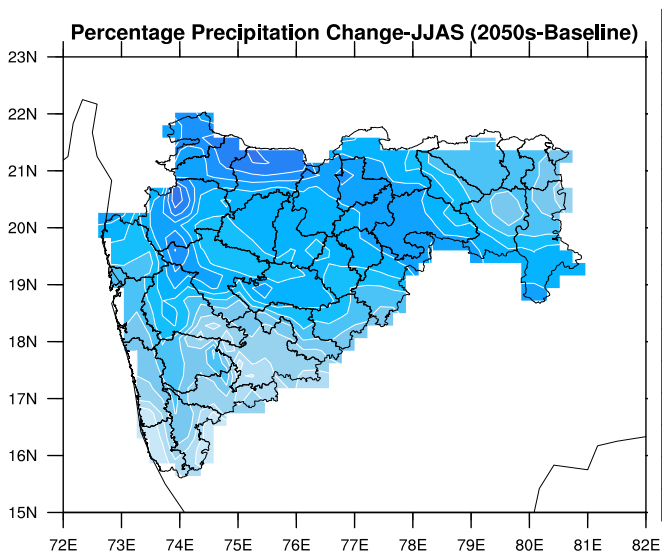 Percentage Precipitation Change-JJAS (2050s-Baseline)
23N
22N
21N
20N
19N
18N
17N
16N
15N
72E 73E 74E 75E 76E 77E 78E 79E 80E 81E 82E